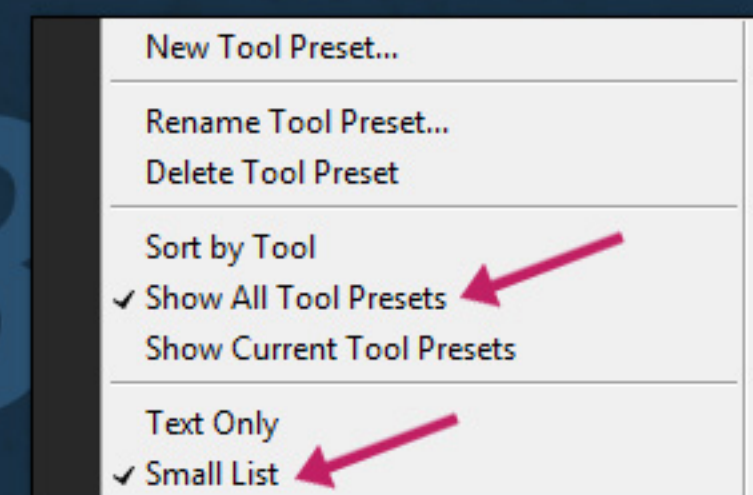 New Tool Preset...
Rename Tool Preset...
Delete Tool Preset
Sort by Tool
Show All Tool Presets
Show Current Tool Presets
Text Only
Small List